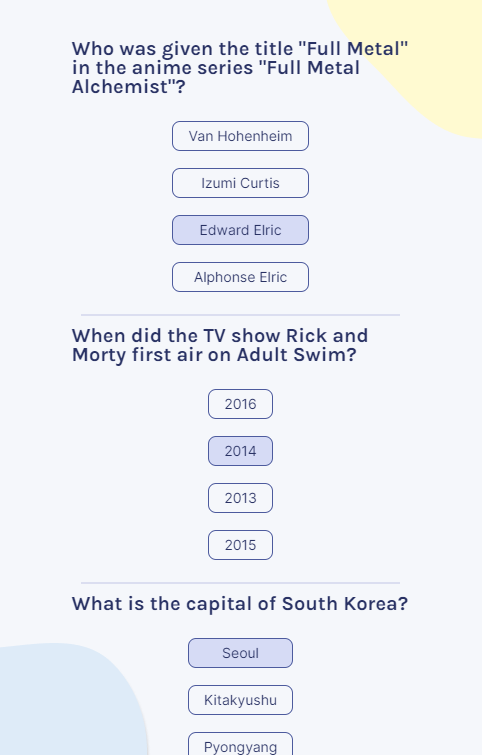 Who was given the title "Full Metal"
in the anime series "Full Metal
Alchemist"?
Van Hohenheim
Izumi Curtis
Edward Elric
Alphonse Elric
When did the TV show Rick and
Morty first air on Adult Swim?
2016
2014
2013
2015
What is the capital of South Korea?
Seoul
Kitakyushu
Pyongyang